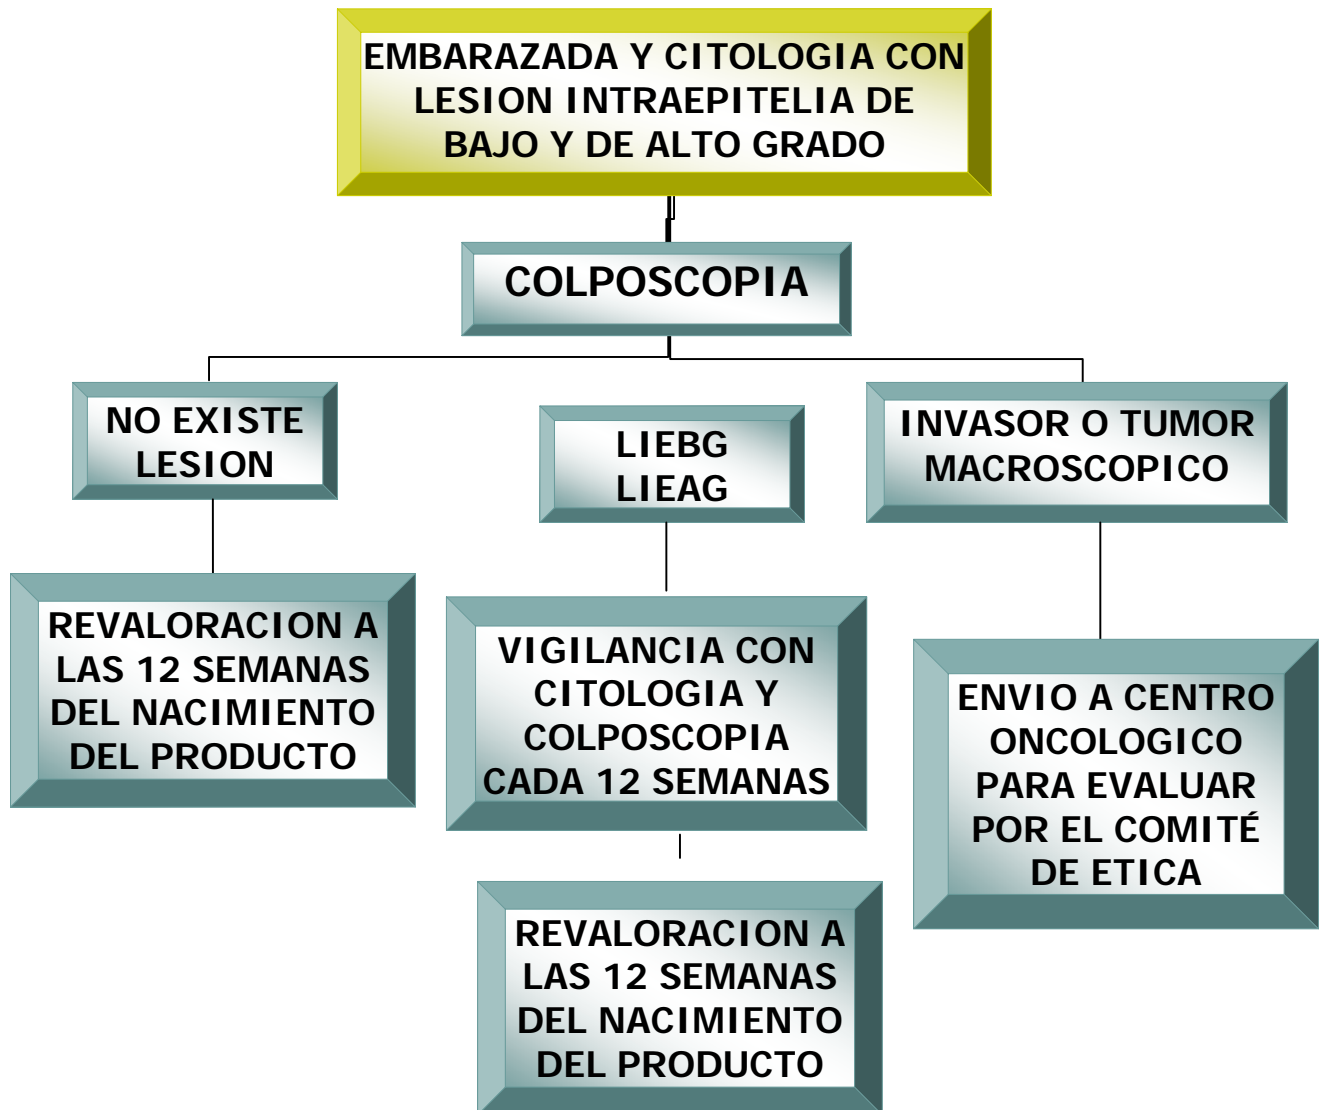 EMBARAZADA Y CITOLOGIA CON
LESION INTRAEPITELIA DE
BAJO Y DE ALTO GRADO
COLPOSCOPIA
NO EXISTE
LESION
LIEBG
LIEAG
INVASOR O TUMOR
MACROSCOPICO
REVALORACION A
LAS 12 SEMANAS
DEL NACIMIENTO
DEL PRODUCTO
VIGILANCIA CON
CITOLOGIA Y
COLPOSCOPIA
CADA 12 SEMANAS
ENVIO A CENTRO
ONCOLOGICO
PARA EVALUAR
POR EL COMITÉ
DE ETICA
REVALORACION A
LAS 12 SEMANAS
DEL NACIMIENTO
DEL PRODUCTO